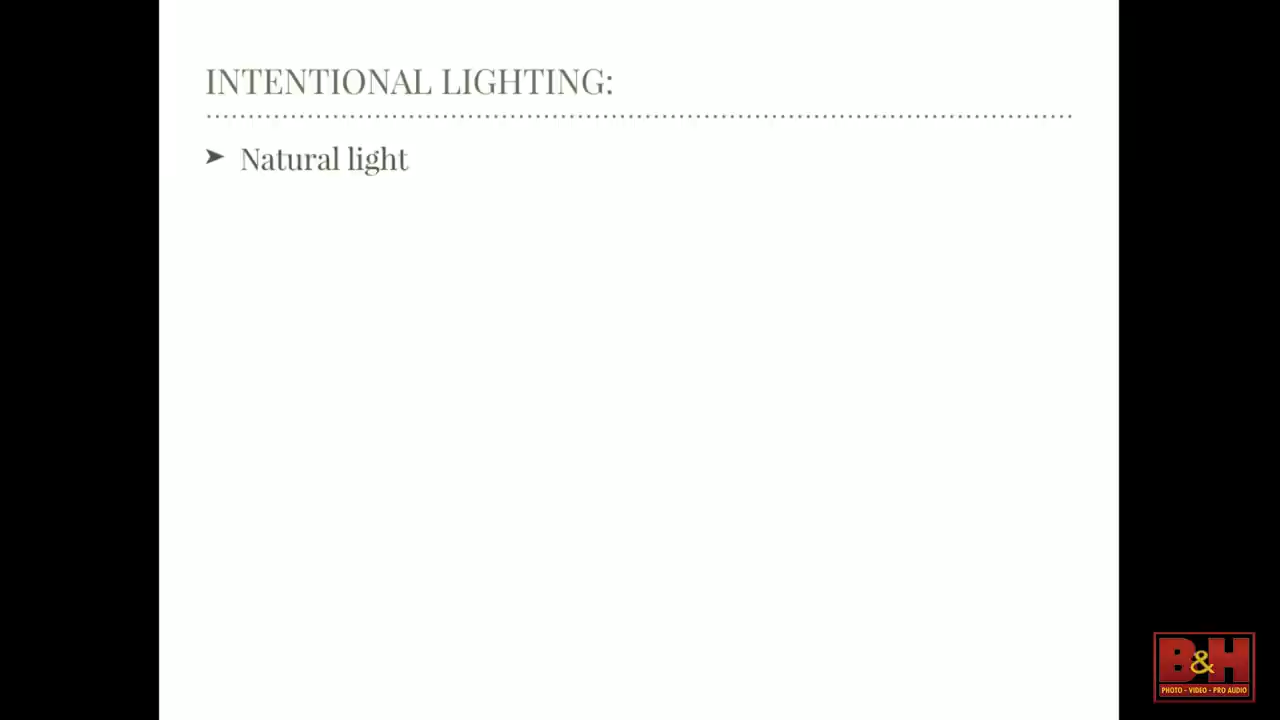 INTENTIONAL LIGHTING:
➤ Natural light
B&H
PHOTO - VIDEO - PRO AUDIO